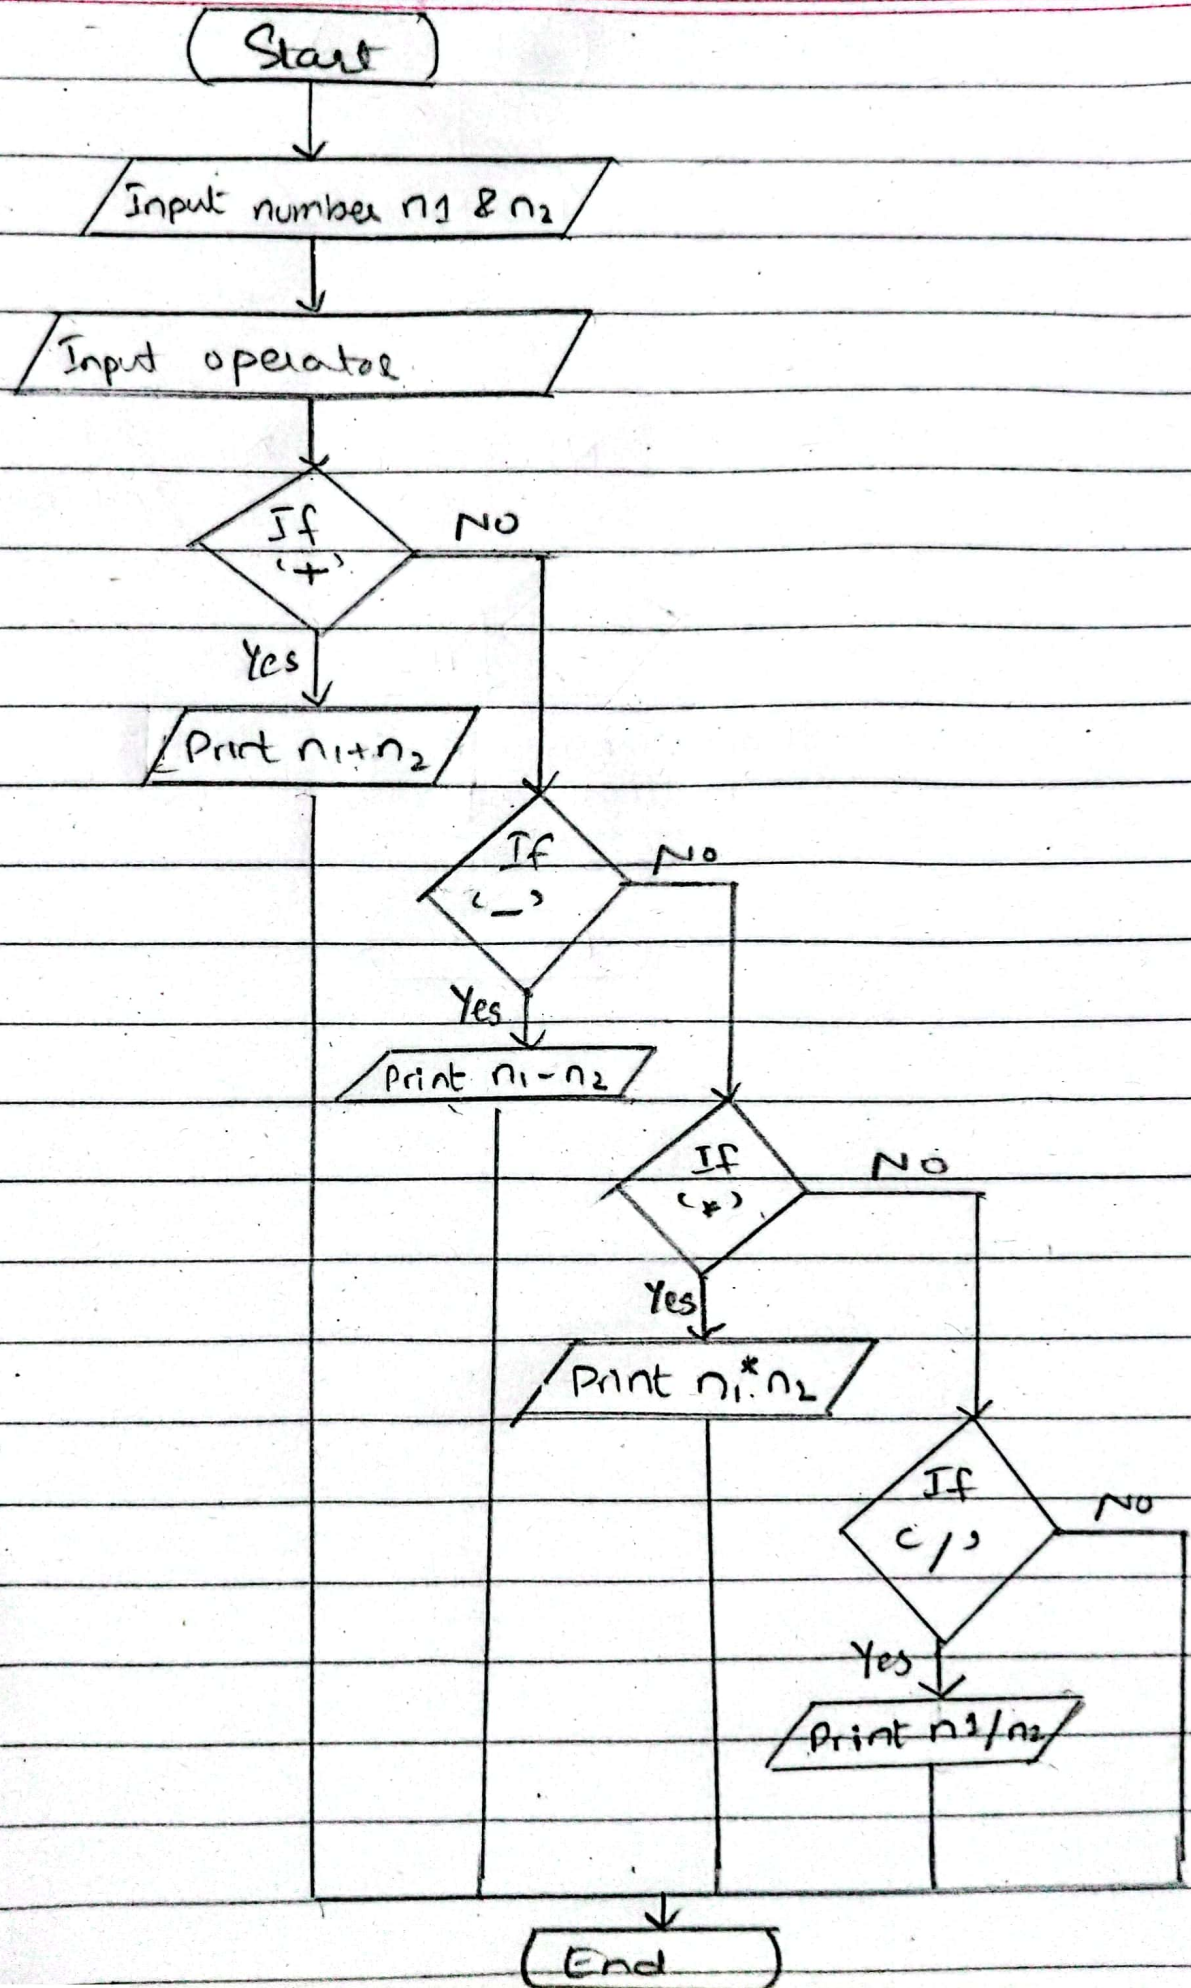 Start
Input number n1 & n2
Input operator
If
'+'
NO
Yes
Print n1+n2
If
'-'
NO
Yes
Print n1-n2
If
'*'
NO
Yes
Print n1*n2
If
'/'
NO
Yes
Print n1/n2
End